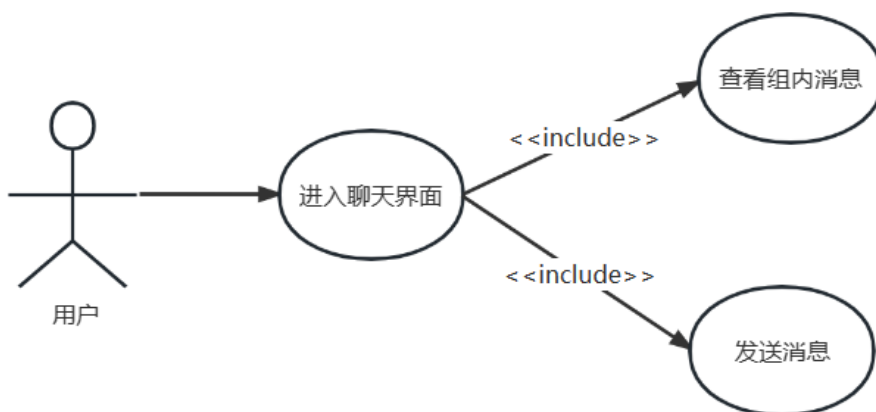 查看组内消息
<<include>>
进入聊天界面
<<include>>
用户
发送消息